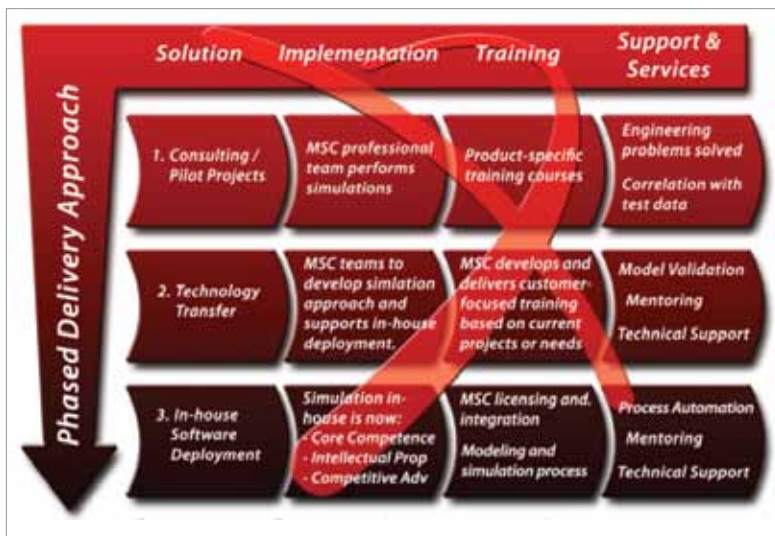 Solution
Implementation
Training
Support &
Services
Phased Delivery Approach
1. Consulting /
Pilot Projects
MSC professional
team performs
simulations
Product-specific
training courses
Engineering
problems solved
Correlation with
test data
2. Technology
Transfer
MSC teams to
develop simlation
approach and
supports in-house
deployment.
MSC develops and
delivers customer-
focused training
based on current
projects or needs
Model Validation
Mentoring
Technical Support
3. In-house
Software
Deployment
Simulation in-
house is now:
- Core Competence
- Intellectual Prop
- Competitive Adv
MSC licensing and.
integration
Modeling and
simulation process
Process Automation
Mentoring
Technical Support